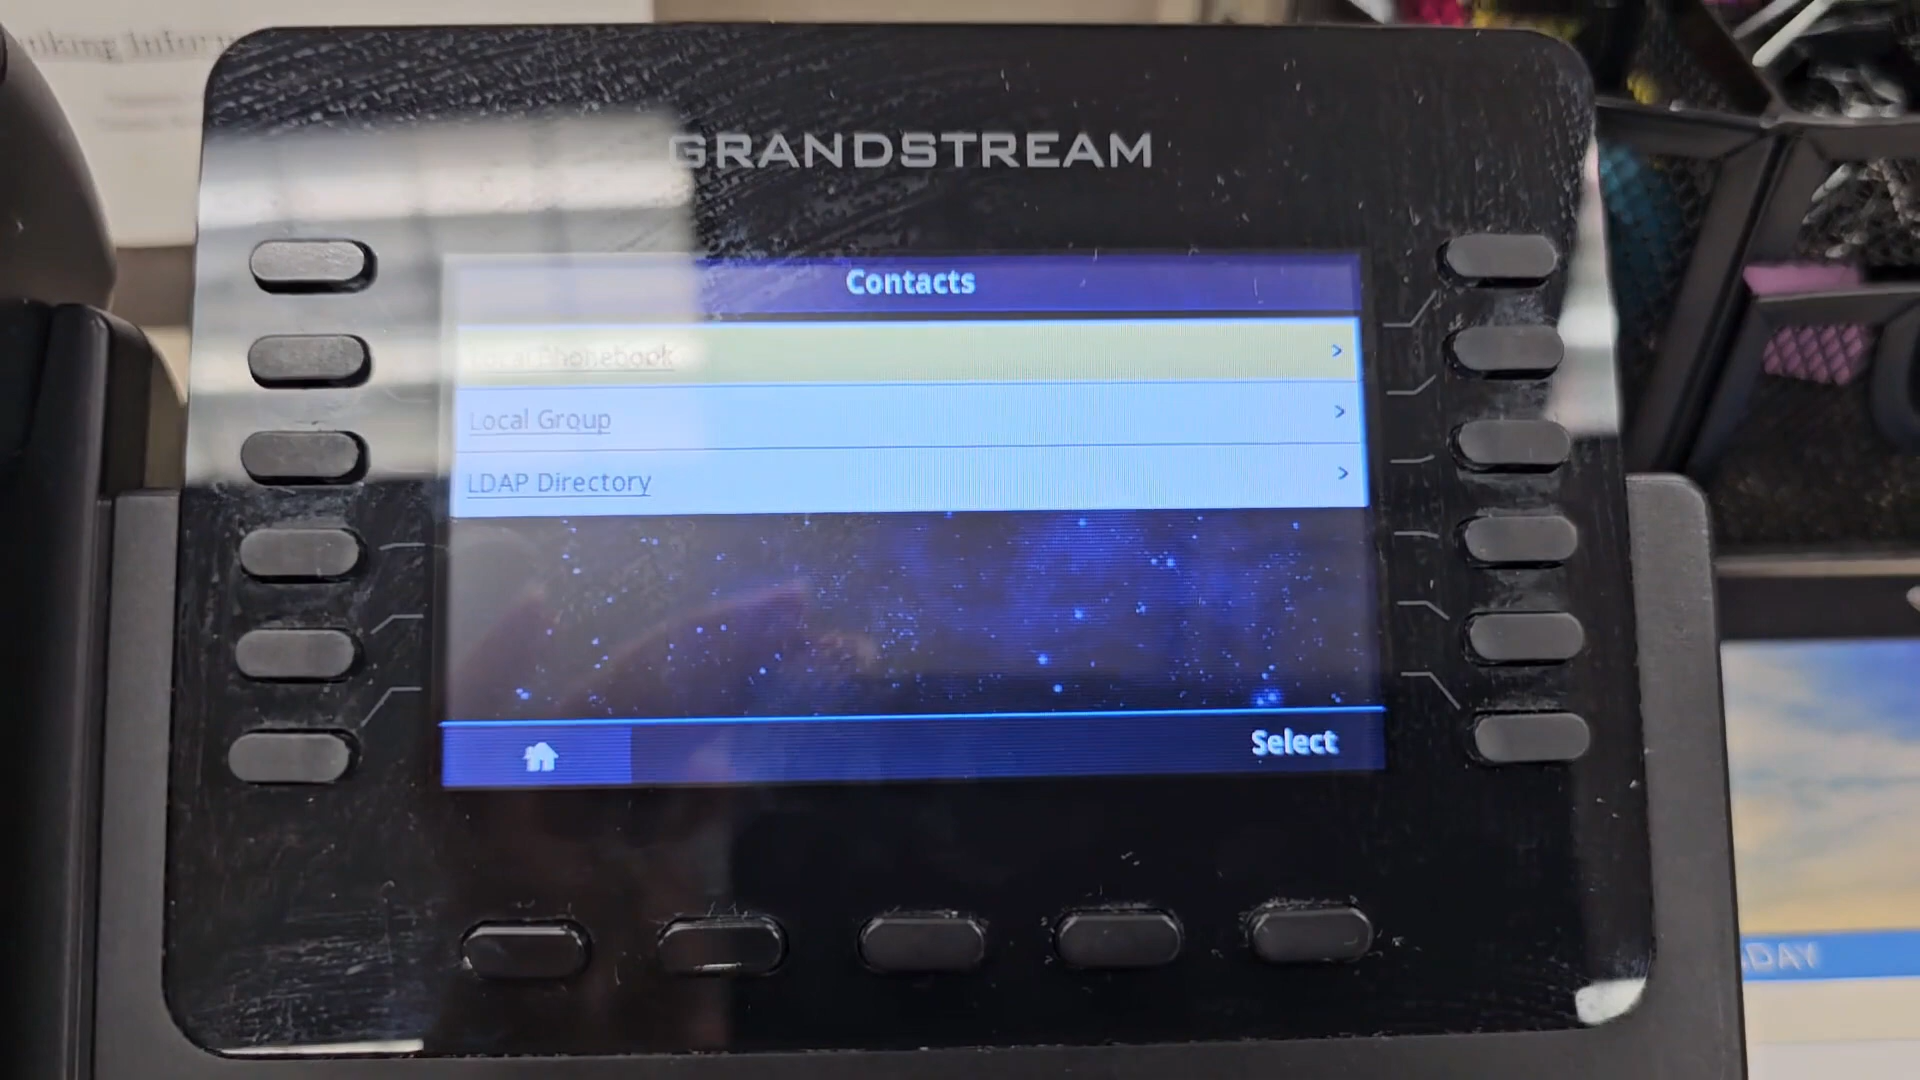 GRANDSTREAM
Contacts
Local Phonebook
Local Group
LDAP Directory
Select